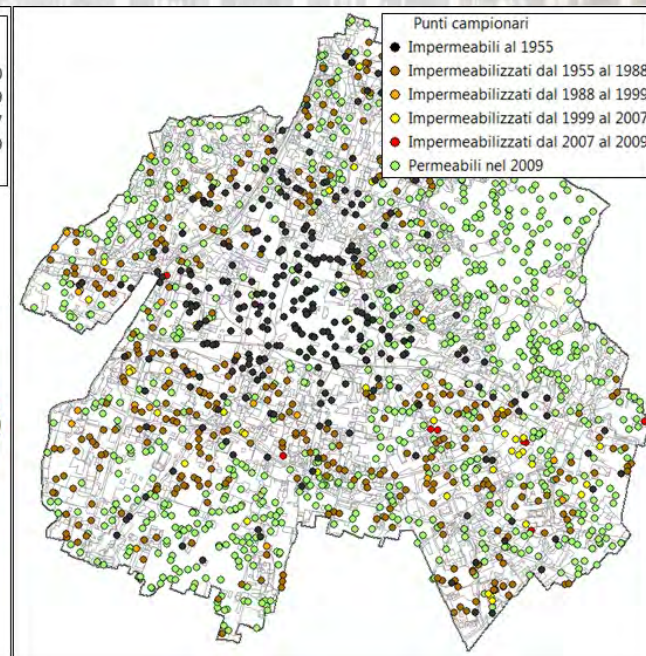 Punti campionari
Impermeabili al 1955
Impermeabilizzati dal 1955 al 1988
Impermeabilizzati dal 1988 al 1999
Impermeabilizzati dal 1999 al 2007
Impermeabilizzati dal 2007 al 2009
Permeabili nel 2009